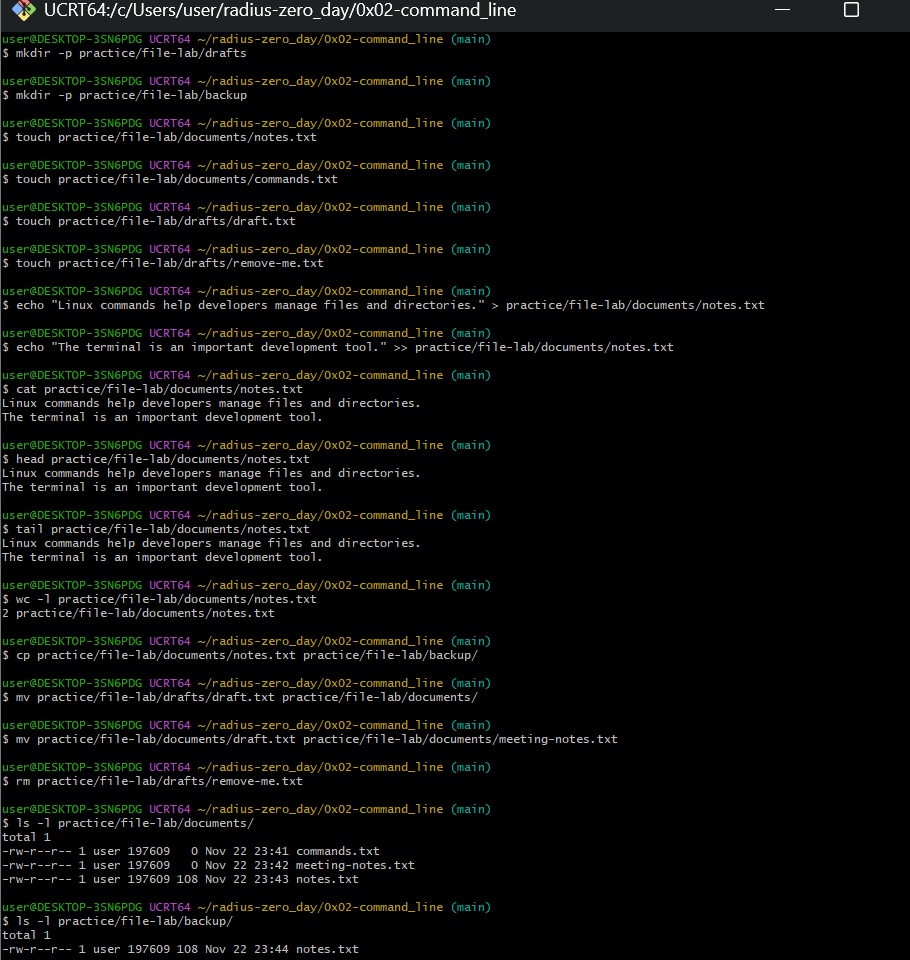 UCRT64:/c/Users/user/radius-zero_day/0x02-command_line
user@DESKTOP-3SN6PDG UCRT64 ~/radius-zero_day/0x02-command_line (main)
$ mkdir -p practice/file-lab/drafts
user@DESKTOP-3SN6PDG UCRT64 ~/radius-zero_day/0x02-command_line (main)
$ mkdir -p practice/file-lab/backup
user@DESKTOP-3SN6PDG UCRT64 ~/radius-zero_day/0x02-command_line (main)
$ touch practice/file-lab/documents/notes.txt
user@DESKTOP-3SN6PDG UCRT64 ~/radius-zero_day/0x02-command_line (main)
$ touch practice/file-lab/documents/commands.txt
user@DESKTOP-3SN6PDG UCRT64 ~/radius-zero_day/0x02-command_line (main)
$ touch practice/file-lab/drafts/draft.txt
user@DESKTOP-3SN6PDG UCRT64 ~/radius-zero_day/0x02-command_line (main)
$ touch practice/file-lab/drafts/remove-me.txt
user@DESKTOP-3SN6PDG UCRT64 ~/radius-zero_day/0x02-command_line (main)
$ echo "Linux commands help developers manage files and directories." > practice/file-lab/documents/notes.txt
user@DESKTOP-3SN6PDG UCRT64 ~/radius-zero_day/0x02-command_line (main)
$ echo "The terminal is an important development tool." >> practice/file-lab/documents/notes.txt
user@DESKTOP-3SN6PDG UCRT64 ~/radius-zero_day/0x02-command_line (main)
$ cat practice/file-lab/documents/notes.txt
Linux commands help developers manage files and directories.
The terminal is an important development tool.
user@DESKTOP-3SN6PDG UCRT64 ~/radius-zero_day/0x02-command_line (main)
$ head practice/file-lab/documents/notes.txt
Linux commands help developers manage files and directories.
The terminal is an important development tool.
user@DESKTOP-3SN6PDG UCRT64 ~/radius-zero_day/0x02-command_line (main)
$ tail practice/file-lab/documents/notes.txt
Linux commands help developers manage files and directories.
The terminal is an important development tool.
user@DESKTOP-3SN6PDG UCRT64 ~/radius-zero_day/0x02-command_line (main)
$ wc -l practice/file-lab/documents/notes.txt
2 practice/file-lab/documents/notes.txt
user@DESKTOP-3SN6PDG UCRT64 ~/radius-zero_day/0x02-command_line (main)
$ cp practice/file-lab/documents/notes.txt practice/file-lab/backup/
user@DESKTOP-3SN6PDG UCRT64 ~/radius-zero_day/0x02-command_line (main)
$ mv practice/file-lab/drafts/draft.txt practice/file-lab/documents/
user@DESKTOP-3SN6PDG UCRT64 ~/radius-zero_day/0x02-command_line (main)
$ mv practice/file-lab/documents/draft.txt practice/file-lab/documents/meeting-notes.txt
user@DESKTOP-3SN6PDG UCRT64 ~/radius-zero_day/0x02-command_line (main)
$ rm practice/file-lab/drafts/remove-me.txt
user@DESKTOP-3SN6PDG UCRT64 ~/radius-zero_day/0x02-command_line (main)
$ ls -l practice/file-lab/documents/
total 1
-rw-r--r-- 1 user 197609   0 Nov 22 23:41 commands.txt
-rw-r--r-- 1 user 197609   0 Nov 22 23:42 meeting-notes.txt
-rw-r--r-- 1 user 197609 108 Nov 22 23:43 notes.txt
user@DESKTOP-3SN6PDG UCRT64 ~/radius-zero_day/0x02-command_line (main)
$ ls -l practice/file-lab/backup/
total 1
-rw-r--r-- 1 user 197609 108 Nov 22 23:44 notes.txt